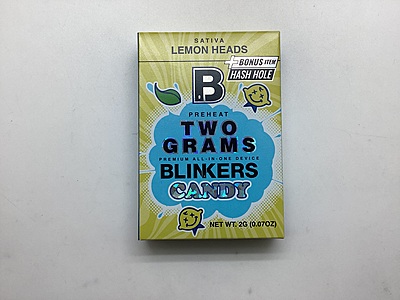 SATIVA
LEMON HEADS
BONUS ITEM
HASH HOLE
B
PREHEAT
TWO
GRAMS
PREMIUM ALL-IN-ONE DEVICE
BLINKERS
CANDY
NET WT. 2G (0.07OZ)